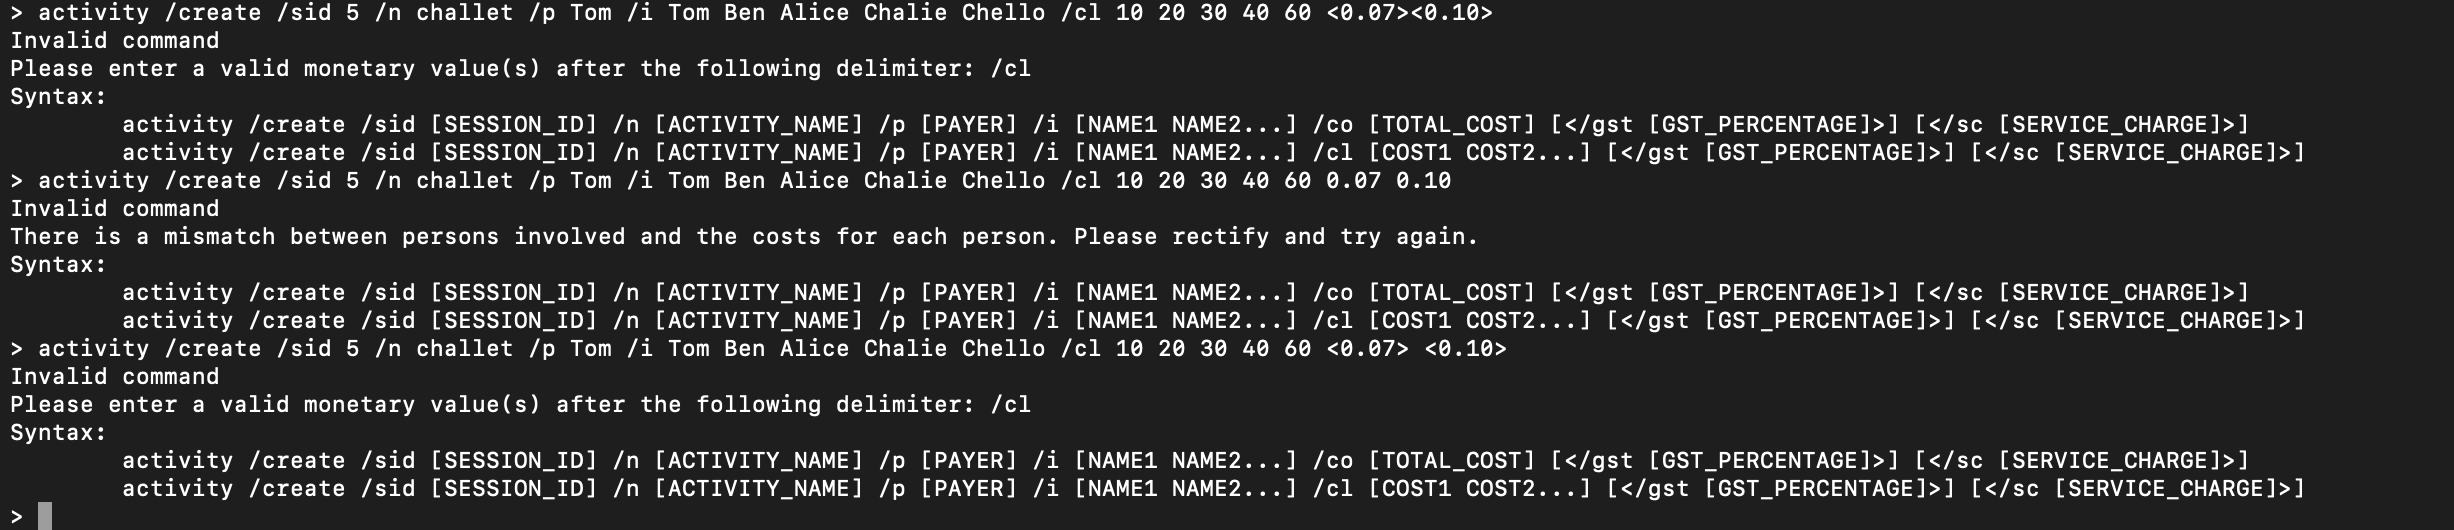 > activity /create /sid 5 /n challet /p Tom /i Tom Ben Alice Chalie Chello /cl 10 20 30 40 60 <0.07><0.10>
Invalid command
Please enter a valid monetary value(s) after the following delimiter: /cl
Syntax:
        activity /create /sid [SESSION_ID] /n [ACTIVITY_NAME] /p [PAYER] /i [NAME1 NAME2...] /co [TOTAL_COST] [</gst [GST_PERCENTAGE]>] [</sc [SERVICE_CHARGE]>]
        activity /create /sid [SESSION_ID] /n [ACTIVITY_NAME] /p [PAYER] /i [NAME1 NAME2...] /cl [COST1 COST2...] [</gst [GST_PERCENTAGE]>] [</sc [SERVICE_CHARGE]>]
> activity /create /sid 5 /n challet /p Tom /i Tom Ben Alice Chalie Chello /cl 10 20 30 40 60 0.07 0.10
Invalid command
There is a mismatch between persons involved and the costs for each person. Please rectify and try again.
Syntax:
        activity /create /sid [SESSION_ID] /n [ACTIVITY_NAME] /p [PAYER] /i [NAME1 NAME2...] /co [TOTAL_COST] [</gst [GST_PERCENTAGE]>] [</sc [SERVICE_CHARGE]>]
        activity /create /sid [SESSION_ID] /n [ACTIVITY_NAME] /p [PAYER] /i [NAME1 NAME2...] /cl [COST1 COST2...] [</gst [GST_PERCENTAGE]>] [</sc [SERVICE_CHARGE]>]
> activity /create /sid 5 /n challet /p Tom /i Tom Ben Alice Chalie Chello /cl 10 20 30 40 60 <0.07> <0.10>
Invalid command
Please enter a valid monetary value(s) after the following delimiter: /cl
Syntax:
        activity /create /sid [SESSION_ID] /n [ACTIVITY_NAME] /p [PAYER] /i [NAME1 NAME2...] /co [TOTAL_COST] [</gst [GST_PERCENTAGE]>] [</sc [SERVICE_CHARGE]>]
        activity /create /sid [SESSION_ID] /n [ACTIVITY_NAME] /p [PAYER] /i [NAME1 NAME2...] /cl [COST1 COST2...] [</gst [GST_PERCENTAGE]>] [</sc [SERVICE_CHARGE]>]
>